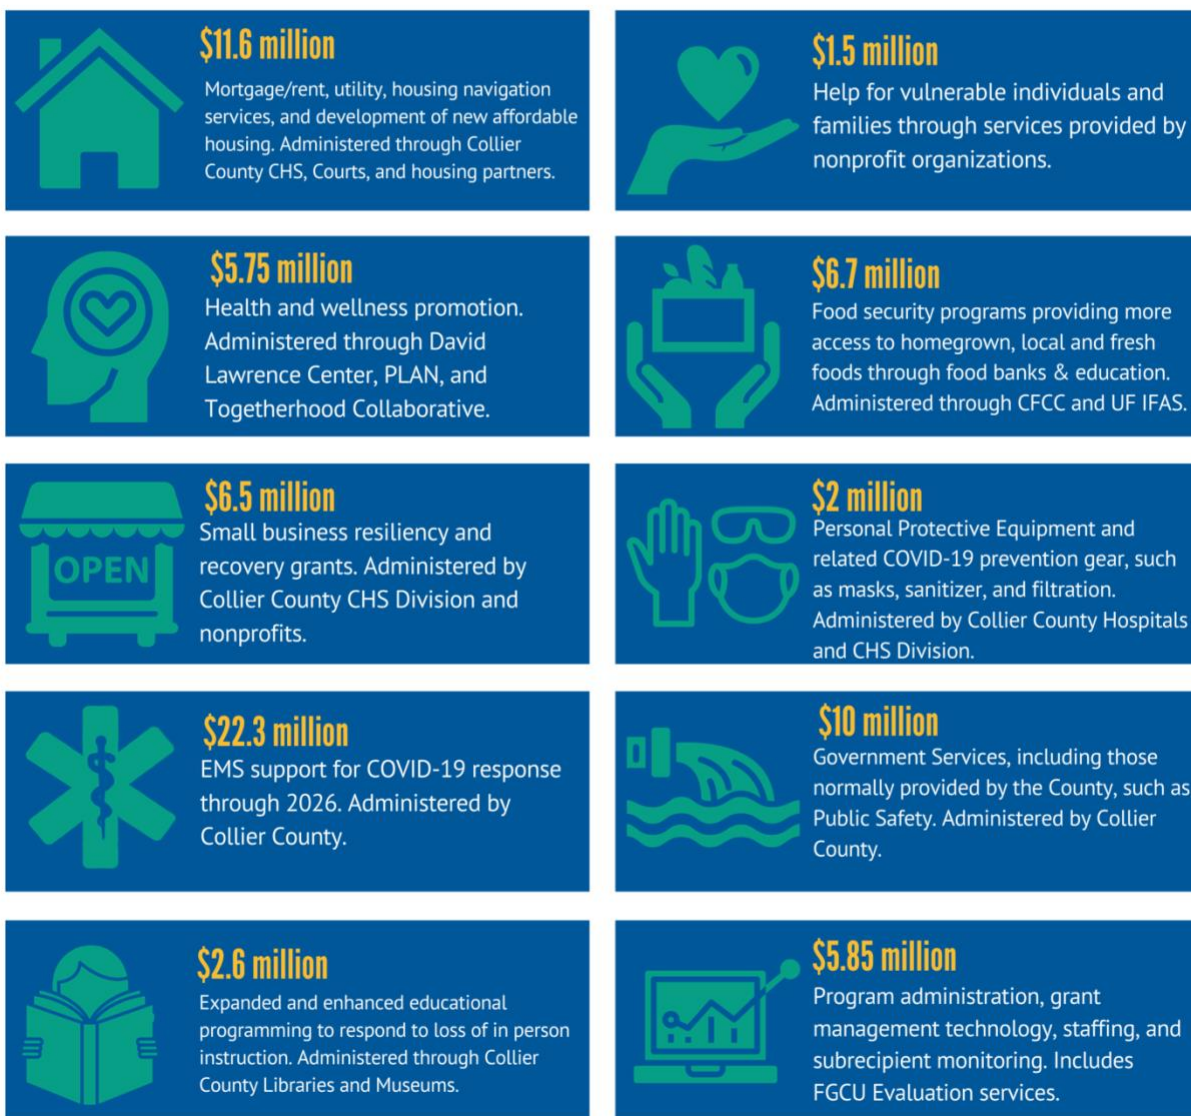 $11.6 million
Mortgage/rent, utility, housing navigation
services, and development of new affordable
housing. Administered through Collier
County CHS, Courts, and housing partners.
$1.5 million
Help for vulnerable individuals and
families through services provided by
nonprofit organizations.
$5.75 million
Health and wellness promotion.
Administered through David
Lawrence Center, PLAN, and
Togetherhood Collaborative.
$6.7 million
Food security programs providing more
access to homegrown, local and fresh
foods through food banks & education.
Administered through CFCC and UF IFAS.
OPEN
$6.5 million
Small business resiliency and
recovery grants. Administered by
Collier County CHS Division and
nonprofits.
$2 million
Personal Protective Equipment and
related COVID-19 prevention gear, such
as masks, sanitizer, and filtration.
Administered by Collier County Hospitals
and CHS Division.
$22.3 million
EMS support for COVID-19 response
through 2026. Administered by
Collier County.
$10 million
Government Services, including those
normally provided by the County, such as
Public Safety. Administered by Collier
County.
$2.6 million
Expanded and enhanced educational
programming to respond to loss of in person
instruction. Administered through Collier
County Libraries and Museums.
$5.85 million
Program administration, grant
management technology, staffing, and
subrecipient monitoring. Includes
FGCU Evaluation services.